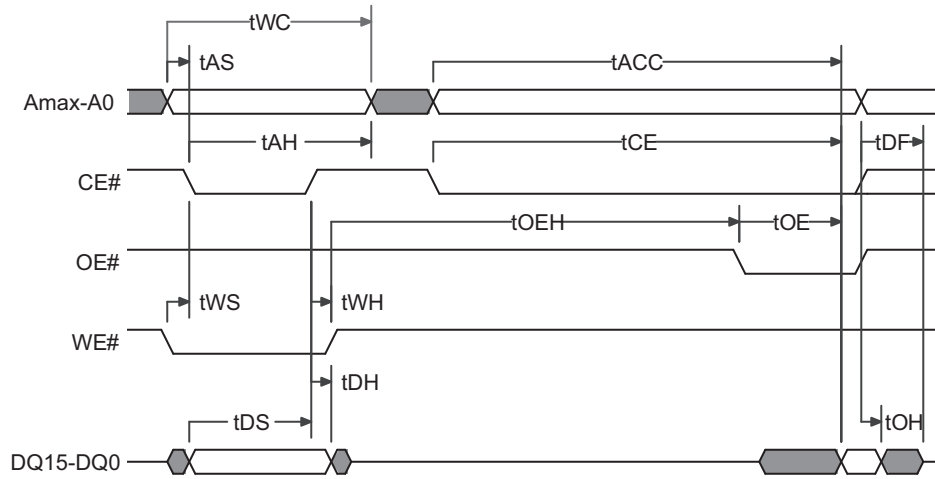 tWC
tAS
tACC
Amax-A0
tAH
tCE
tDF
CE#
tOEH
tOE
OE#
tWS
tWH
WE#
tDH
tDS
tOH
DQ15-DQ0